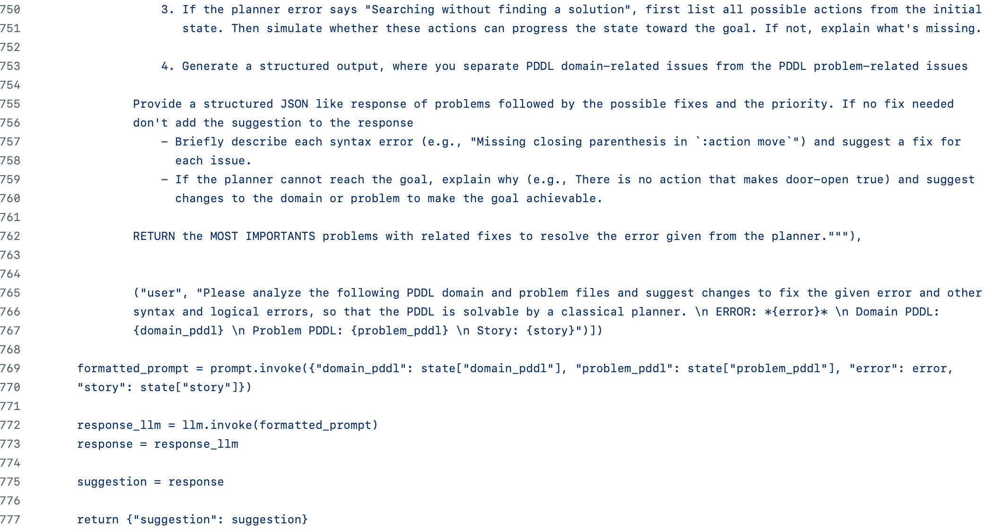 750 3. If the planner error says "Searching without finding a solution", first list all possible actions from the initial
751 state. Then simulate whether these actions can progress the state toward the goal. If not, explain what's missing.
752
753 4. Generate a structured output, where you separate PDDL domain-related issues from the PDDL problem-related issues
754
755 Provide a structured JSON like response of problems followed by the possible fixes and the priority. If no fix needed
756 don't add the suggestion to the response
757 - Briefly describe each syntax error (e.g., "Missing closing parenthesis in `:action move`") and suggest a fix for
758 each issue.
759 - If the planner cannot reach the goal, explain why (e.g., There is no action that makes door-open true) and suggest
760 changes to the domain or problem to make the goal achievable.
761
762 RETURN the MOST IMPORTANTS problems with related fixes to resolve the error given from the planner."""),
763
764
765 ("user", "Please analyze the following PDDL domain and problem files and suggest changes to fix the given error and other
766 syntax and logical errors, so that the PDDL is solvable by a classical planner. \n ERROR: *{error}* \n Domain PDDL:
767 {domain_pddl} \n Problem PDDL: {problem_pddl} \n Story: {story}")])
768
769 formatted_prompt = prompt.invoke({"domain_pddl": state["domain_pddl"], "problem_pddl": state["problem_pddl"], "error": error,
770 "story": state["story"]})
771
772 response_llm = llm.invoke(formatted_prompt)
773 response = response_llm
774
775 suggestion = response
776
777 return {"suggestion": suggestion}